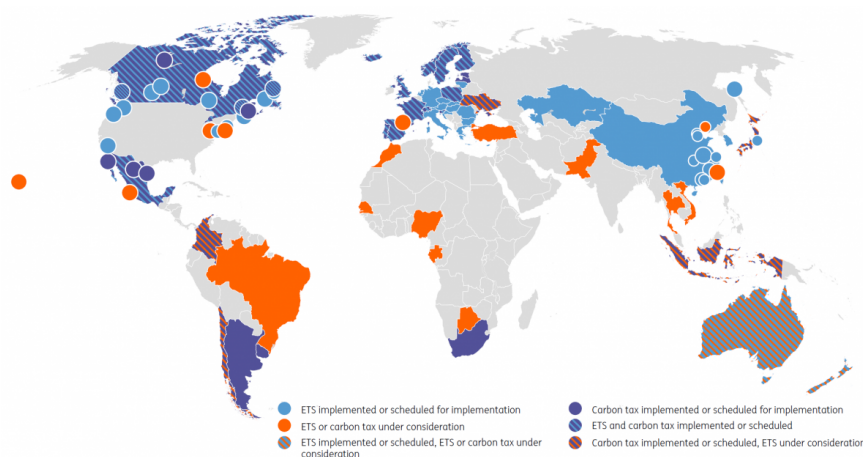 ETS implemented or scheduled for implementation
ETS or carbon tax under consideration
ETS implemented or scheduled, ETS or carbon tax under
consideration
Carbon tax implemented or scheduled for implementation
ETS and carbon tax implemented or scheduled
Carbon tax implemented or scheduled, ETS under consideration